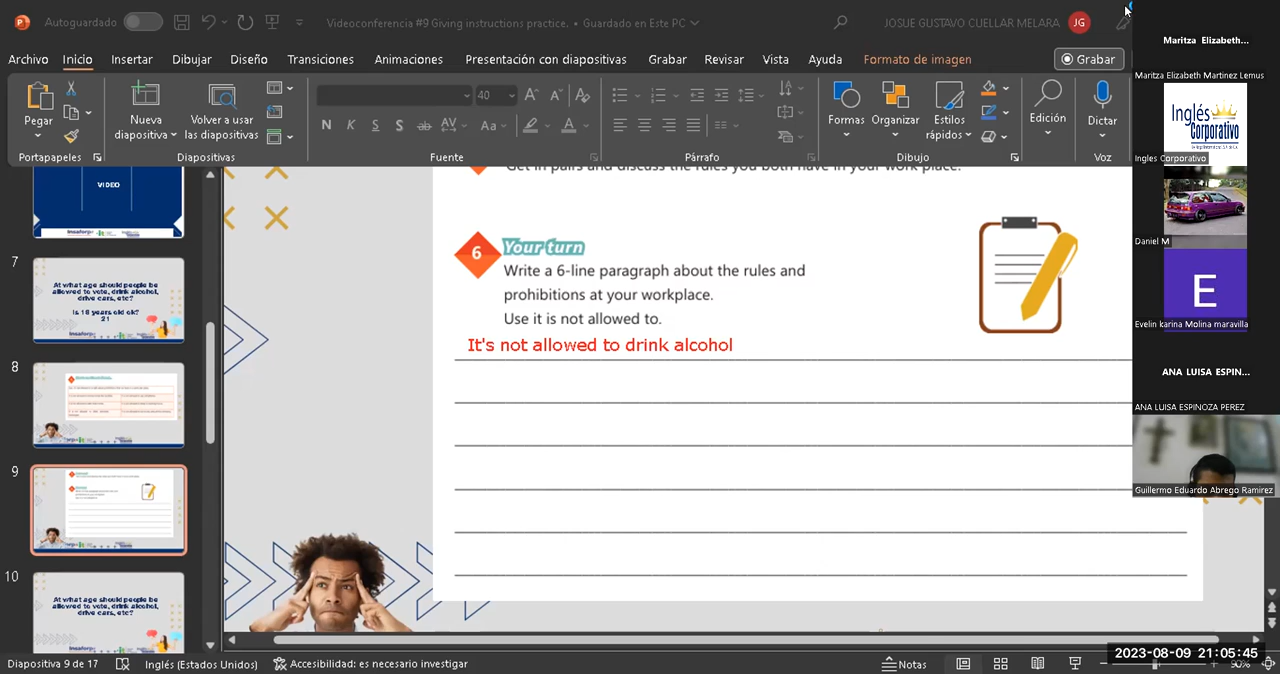 Autoguardado
Videoconferencia #9 Giving instructions practice. • Guardado en Este PC
JOSUE GUSTAVO CUELLAR MELARA
JG
Archivo Inicio Insertar Dibujar Diseño Transiciones Animaciones Presentación con diapositivas Grabar Revisar Vista Ayuda Formato de imagen
Grabar
Pegar
Nueva diapositiva
Volver a usar las diapositivas
40
N K S S ab AV Aa A
Formas
Organizar
Estilos rápidos
Edición
Dictar
Portapapeles
Diapositivas
Fuente
Párrafo
Dibujo
Voz
VIDEO
7
At what age should people be
allowed to vote, drink alcohol,
drive cars, etc?
Is 18 years old ok?
21
8
9
10
At what age should people be
allowed to vote, drink alcohol,
drive cars, etc?
Get in pairs and discuss the rules you both have in your work place.
6
Your turn
Write a 6-line paragraph about the rules and
prohibitions at your workplace.
Use it is not allowed to.
It's not allowed to drink alcohol
Maritza Elizabeth...
Maritza Elizabeth Martinez Lemus
Inglés
Corporativo
Ingles Corporativo
Daniel M
E
Evelin karina Molina maravilla
ANA LUISA ESPIN...
ANA LUISA ESPINOZA PEREZ
Guillermo Eduardo Abrego Ramirez
Diapositiva 9 de 17
Inglés (Estados Unidos)
Accesibilidad: es necesario investigar
Notas
90%
2023-08-09 21:05:45